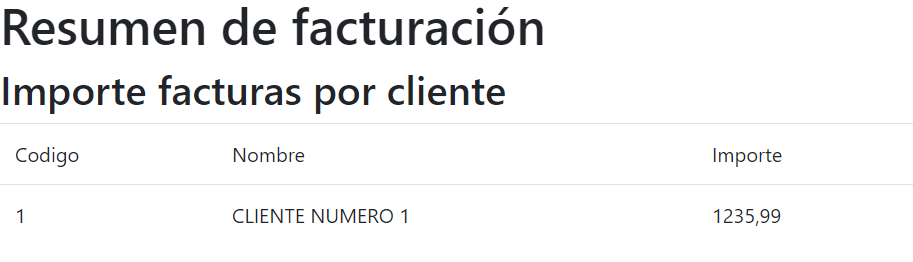 Resumen de facturación
Importe facturas por cliente
Codigo Nombre Importe
1 CLIENTE NUMERO 1 1235,99